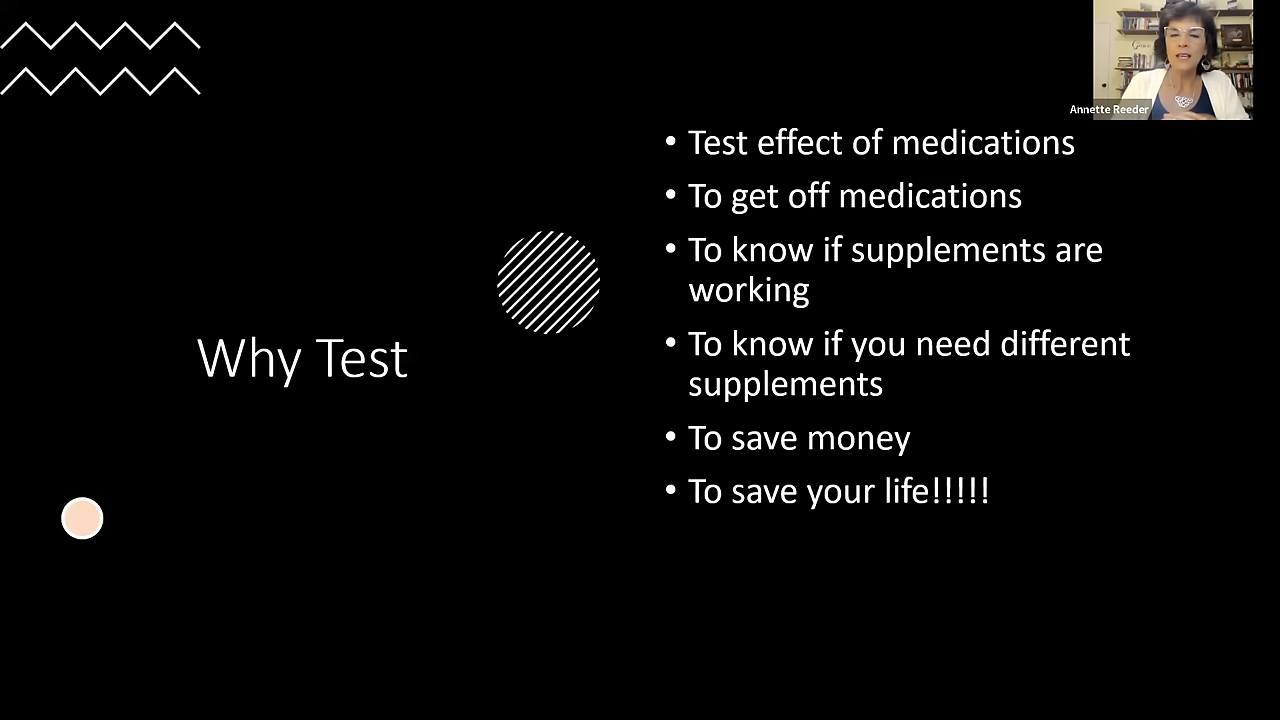 Annette Reeder
Why Test
• Test effect of medications
• To get off medications
• To know if supplements are
working
• To know if you need different
supplements
• To save money
• To save your life!!!!!